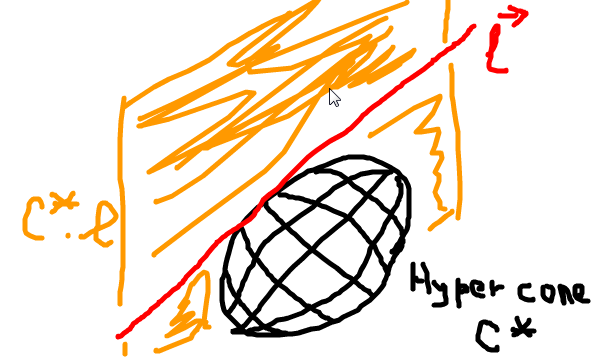 l⃗
C*·l
Hyper cone
C*